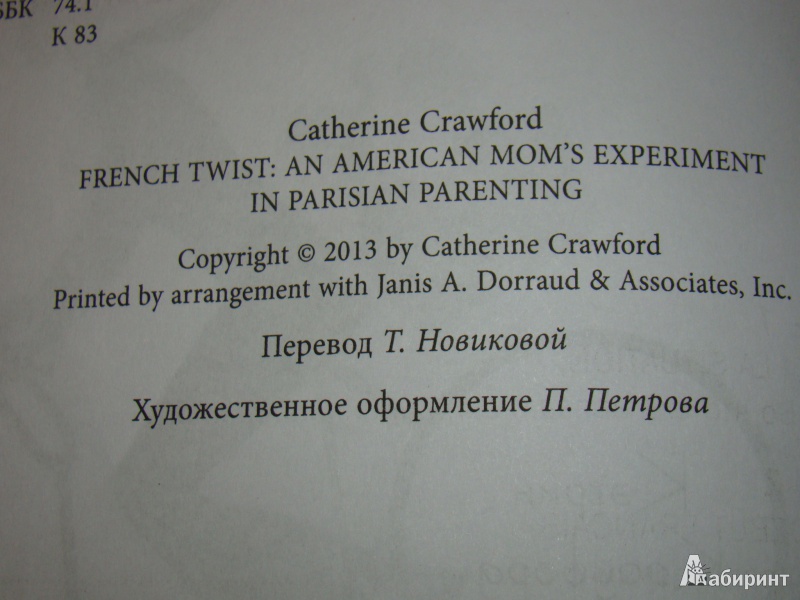 ББК 74.1
К 83
Catherine Crawford
FRENCH TWIST: AN AMERICAN MOM'S EXPERIMENT
IN PARISIAN PARENTING
Copyright © 2013 by Catherine Crawford
Printed by arrangement with Janis A. Dorraud & Associates, Inc.
Перевод Т. Новиковой
Художественное оформление П. Петрова
Лабиринт